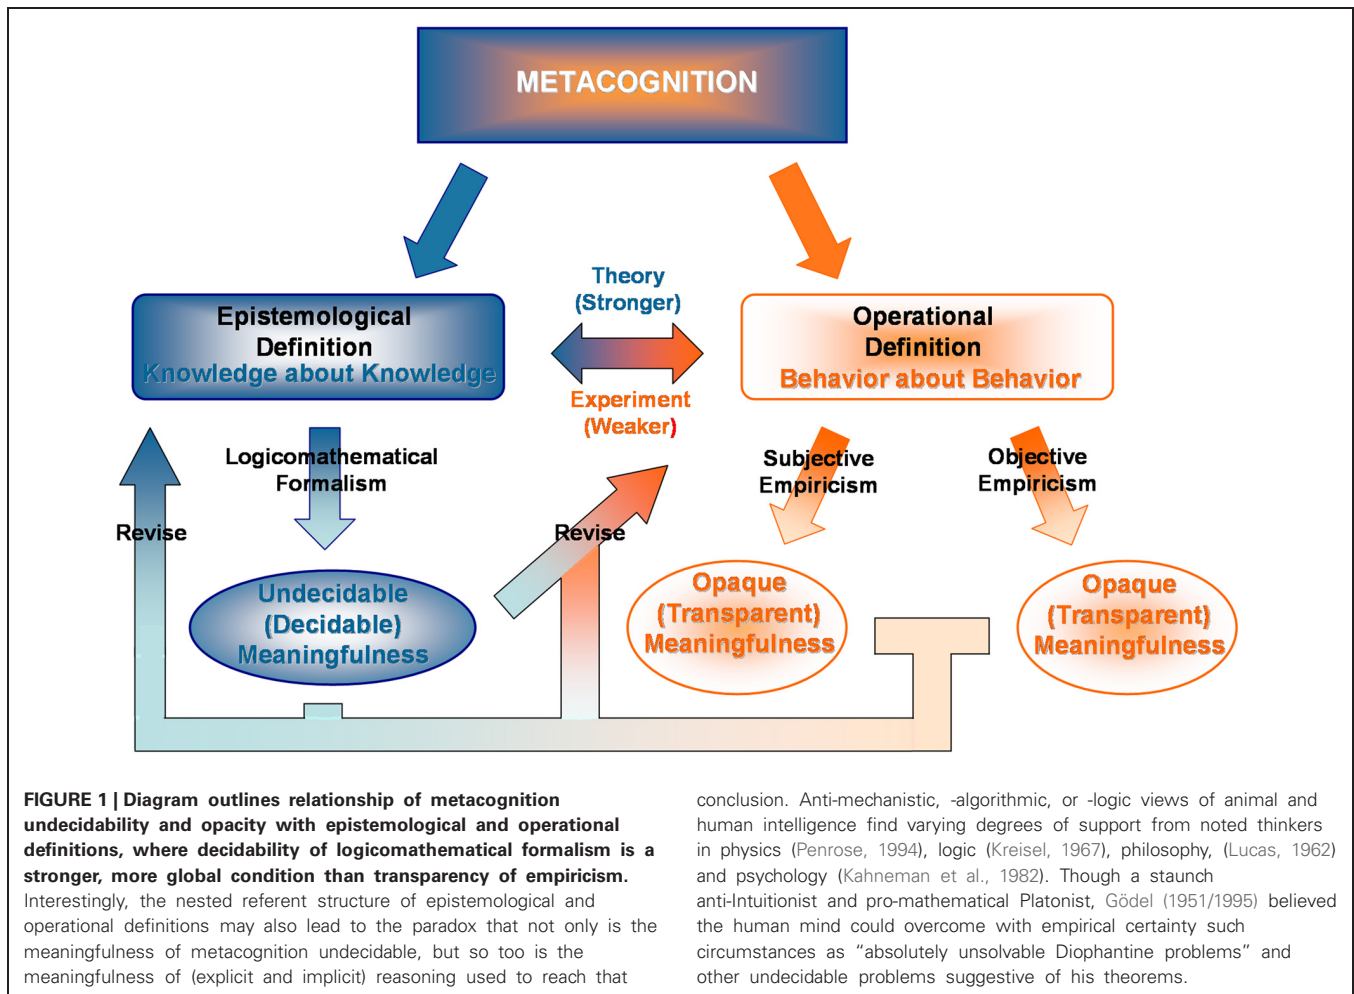 METACOGNITION
Theory
(Stronger)
Epistemological
Definition
Knowledge about Knowledge
Operational
Definition
Behavior about Behavior
Experiment
(Weaker)
Logicomathematical
Formalism
Subjective
Empiricism
Objective
Empiricism
Revise
Revise
Undecidable
(Decidable)
Meaningfulness
Opaque
(Transparent)
Meaningfulness
Opaque
(Transparent)
Meaningfulness
FIGURE 1 | Diagram outlines relationship of metacognition
undecidability and opacity with epistemological and operational
definitions, where decidability of logicomathematical formalism is a
stronger, more global condition than transparency of empiricism.
Interestingly, the nested referent structure of epistemological and
operational definitions may also lead to the paradox that not only is the
meaningfulness of metacognition undecidable, but so too is the
meaningfulness of (explicit and implicit) reasoning used to reach that
conclusion. Anti-mechanistic, -algorithmic, or -logic views of animal and
human intelligence find varying degrees of support from noted thinkers
in physics (Penrose, 1994), logic (Kreisel, 1967), philosophy, (Lucas, 1962)
and psychology (Kahneman et al., 1982). Though a staunch
anti-Intuitionist and pro-mathematical Platonist, Gödel (1951/1995) believed
the human mind could overcome with empirical certainty such
circumstances as “absolutely unsolvable Diophantine problems” and
other undecidable problems suggestive of his theorems.